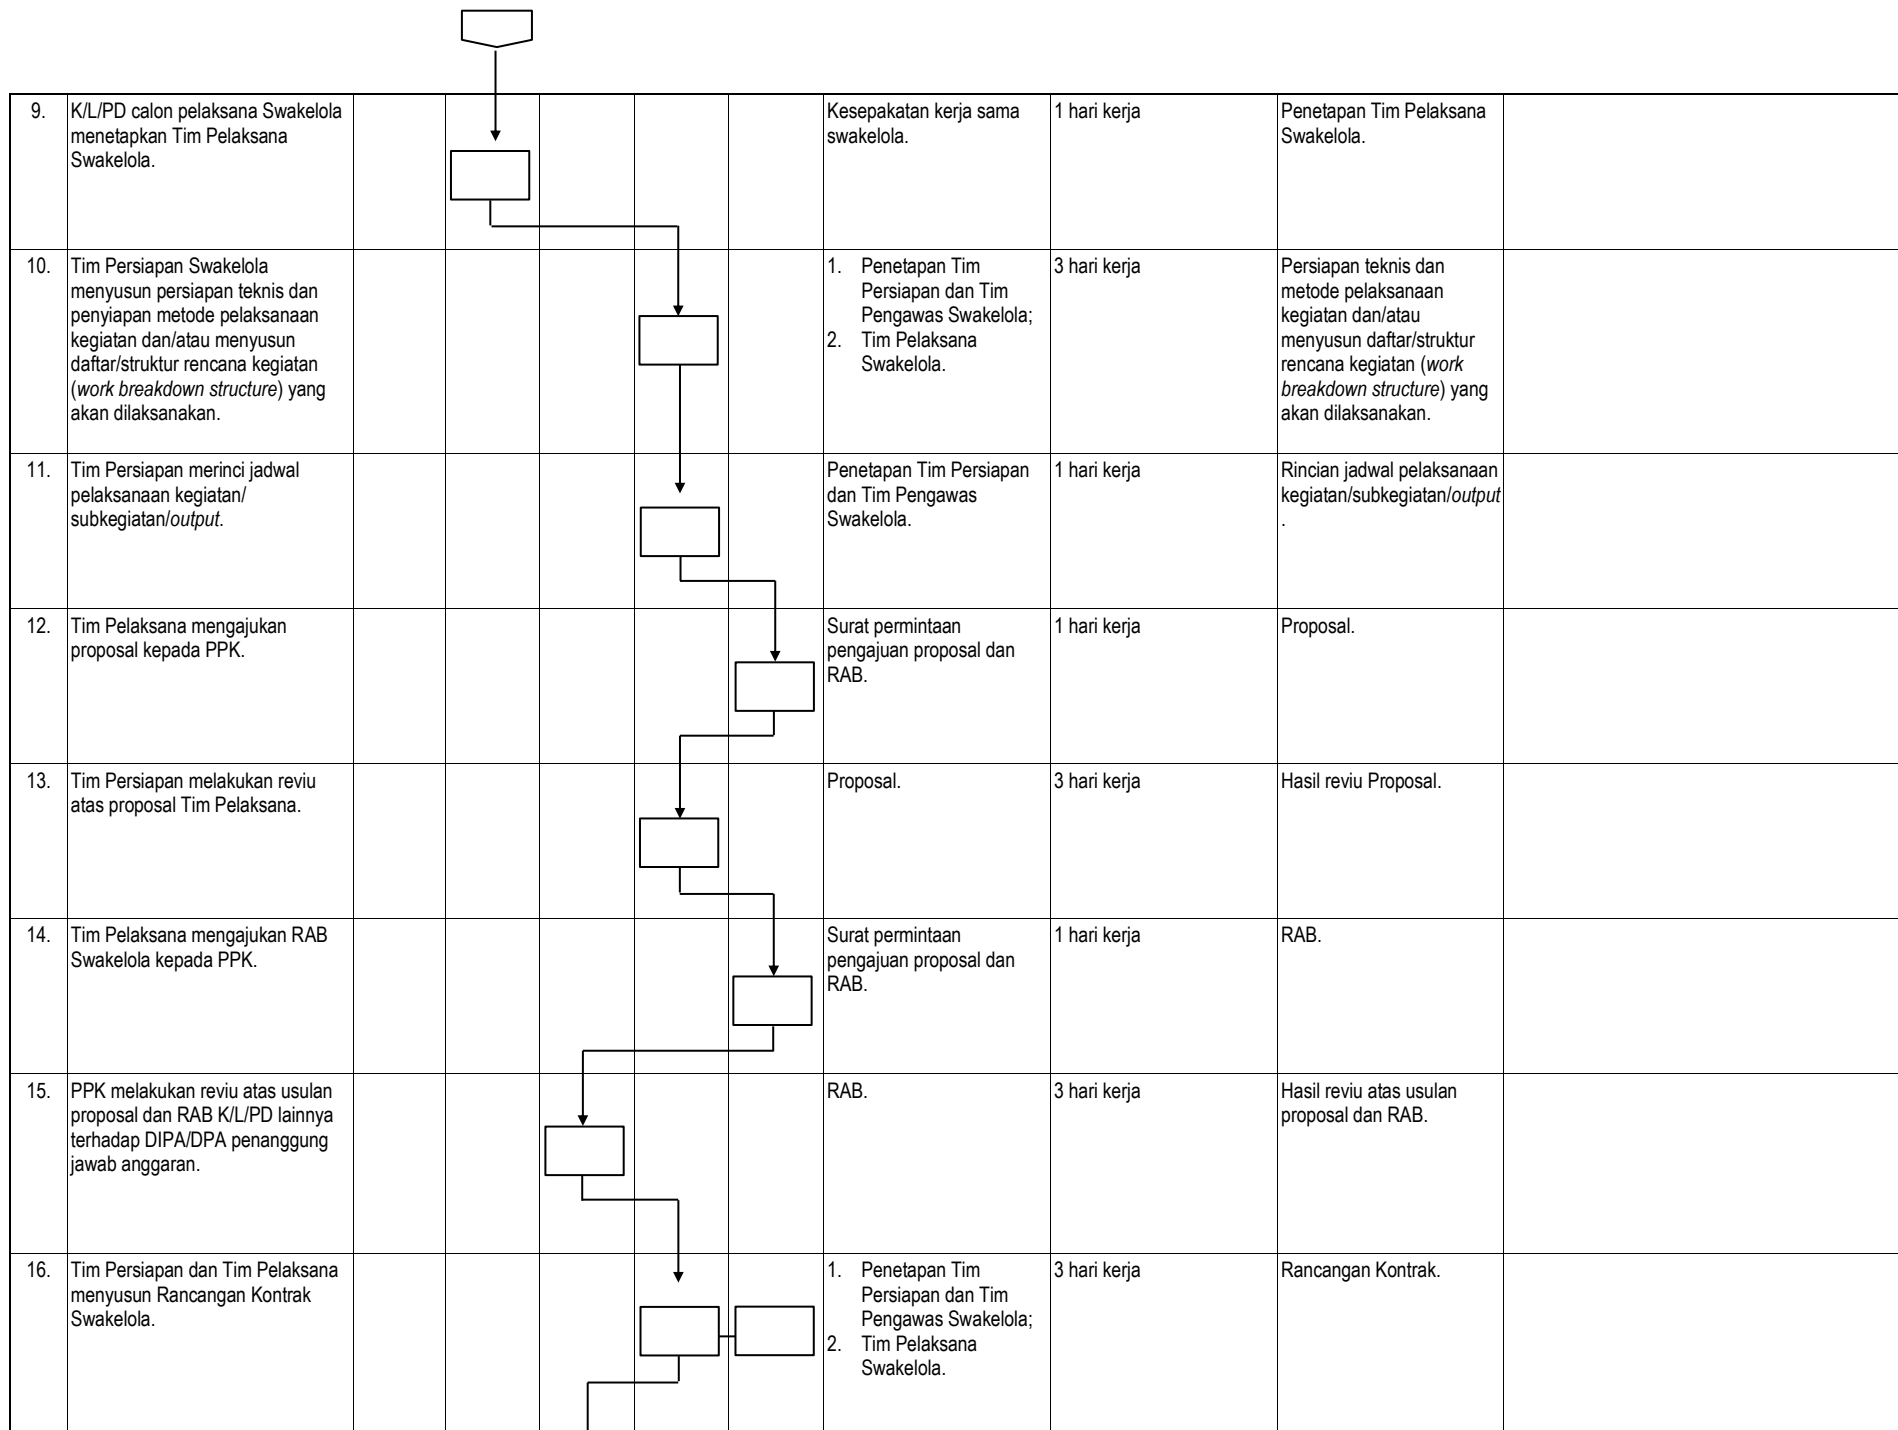 9.
K/L/PD calon pelaksana Swakelola
menetapkan Tim Pelaksana
Swakelola.
Kesepakatan kerja sama
swakelola.
1 hari kerja
Penetapan Tim Pelaksana
Swakelola.
10.
Tim Persiapan Swakelola
menyusun persiapan teknis dan
penyiapan metode pelaksanaan
kegiatan dan/atau menyusun
daftar/struktur rencana kegiatan
(work breakdown structure) yang
akan dilaksanakan.
1. Penetapan Tim
Persiapan dan Tim
Pengawas Swakelola;
2. Tim Pelaksana
Swakelola.
3 hari kerja
Persiapan teknis dan
metode pelaksanaan
kegiatan dan/atau
menyusun daftar/struktur
rencana kegiatan (work
breakdown structure) yang
akan dilaksanakan.
11.
Tim Persiapan merinci jadwal
pelaksanaan kegiatan/
subkegiatan/output.
Penetapan Tim Persiapan
dan Tim Pengawas
Swakelola.
1 hari kerja
Rincian jadwal pelaksanaan
kegiatan/subkegiatan/output
.
12.
Tim Pelaksana mengajukan
proposal kepada PPK.
Surat permintaan
pengajuan proposal dan
RAB.
1 hari kerja
Proposal.
13.
Tim Persiapan melakukan reviu
atas proposal Tim Pelaksana.
Proposal.
3 hari kerja
Hasil reviu Proposal.
14.
Tim Pelaksana mengajukan RAB
Swakelola kepada PPK.
Surat permintaan
pengajuan proposal dan
RAB.
1 hari kerja
RAB.
15.
PPK melakukan reviu atas usulan
proposal dan RAB K/L/PD lainnya
terhadap DIPA/DPA penanggung
jawab anggaran.
RAB.
3 hari kerja
Hasil reviu atas usulan
proposal dan RAB.
16.
Tim Persiapan dan Tim Pelaksana
menyusun Rancangan Kontrak
Swakelola.
1. Penetapan Tim
Persiapan dan Tim
Pengawas Swakelola;
2. Tim Pelaksana
Swakelola.
3 hari kerja
Rancangan Kontrak.